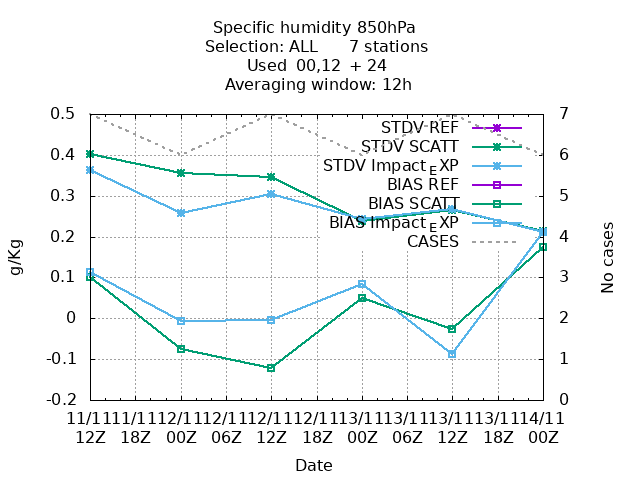 Specific humidity 850hPa
Selection: ALL 7 stations
Used 00,12 + 24
Averaging window: 12h
0.5
0.4
0.3
0.2
0.1
0
-0.1
-0.2
g/Kg
7
6
5
4
3
2
1
0
No cases
STDV REF
STDV SCATT
STDV Impact_EXP
BIAS REF
BIAS SCATT
BIAS Impact_EXP
CASES
11/11 11/11 12/11 12/11 12/11 12/11 13/11 13/11 13/11 13/11 14/11
12Z 18Z 00Z 06Z 12Z 18Z 00Z 06Z 12Z 18Z 00Z
Date